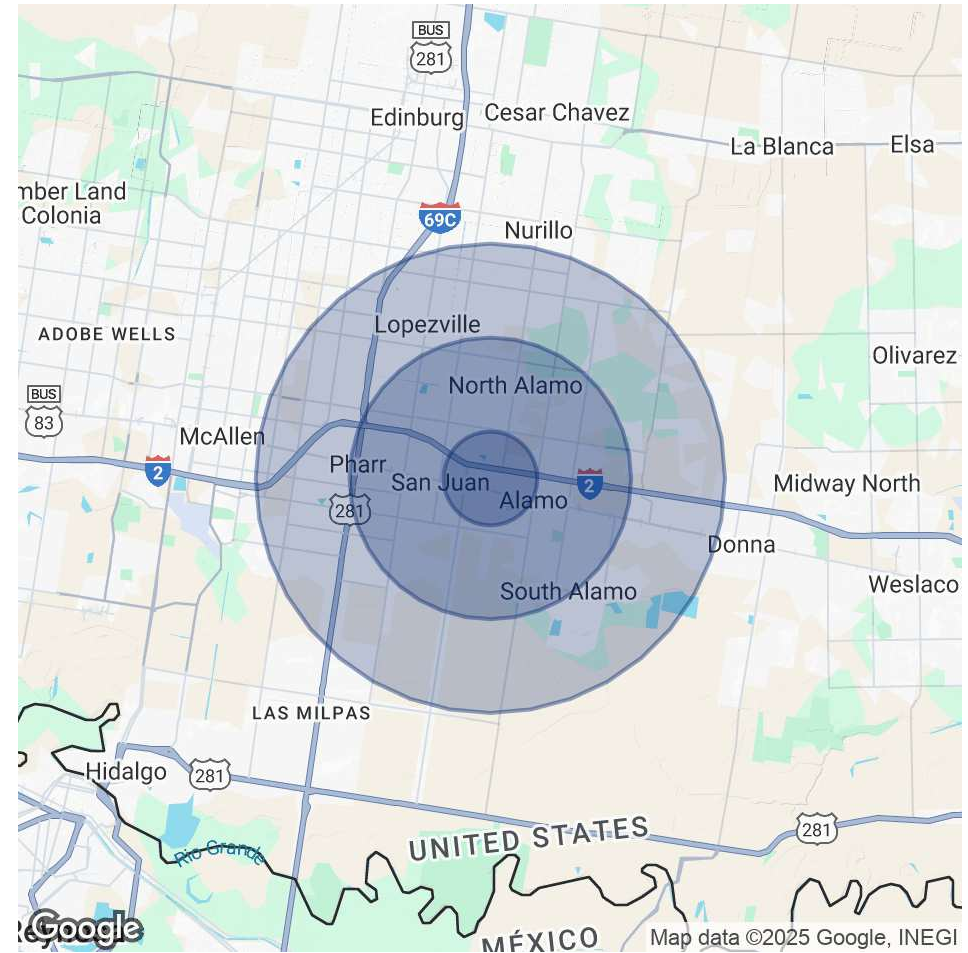 BUS
281
Edinburg
Cesar Chavez
La Blanca
Elsa
mber Land
Colonia
69C
Nurillo
Lopezville
ADOBE WELLS
Olivarez
North Alamo
BUS
83
McAllen
Pharr
2
San Juan
2
Midway North
281
Alamo
Donna
Weslaco
South Alamo
LAS MILPAS
Hidalgo
281
UNITED STATES
281
Rio Grande
Google
MÉXICO
Map data ©2025 Google, INEGI